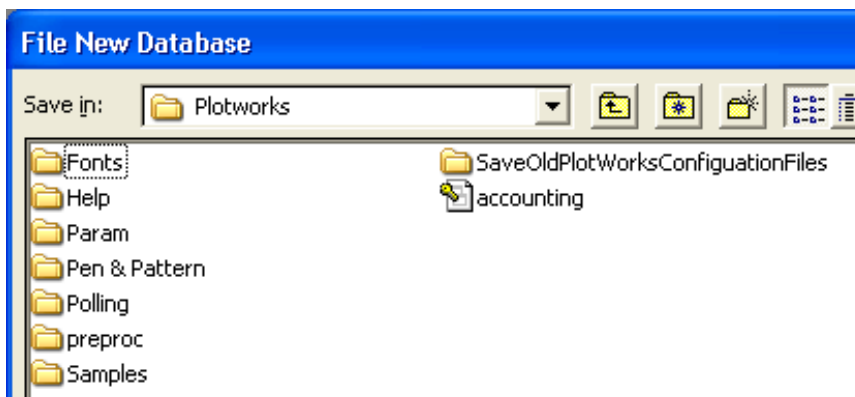 File New Database
Save in: Plotworks
Fonts
Help
Param
Pen & Pattern
Polling
preproc
Samples
SaveOldPlotWorksConfiguationFiles
accounting